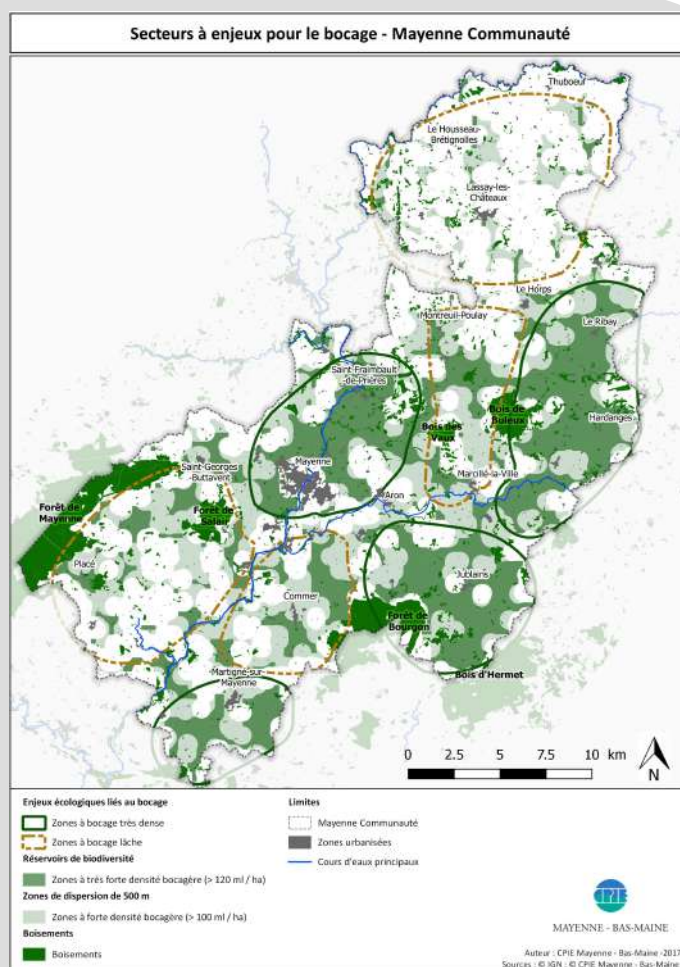 Secteurs à enjeux pour le bocage - Mayenne Communauté
Thuboeuf
Le Housseau-
Brétignolles
Lassay-les-
Châteaux
Le Horps
Montreuil-Poulay
Le Ribay
Saint-Fraimbault
-de-Prières
Bois de
Buleux
Bois des
Vaux
Hardanges
Mayenne
Saint-Georges
-Buttavent
Marcillé-la-Ville
Aron
Forêt de
Mayenne
Forêt de
Salair
Placé
Jublains
Commer
Forêt de
Bourgon
Martigné-sur-
Mayenne
Bois d'Hermet
0 2.5 5 7.5 10 km
N
Enjeux écologiques liés au bocage
Zones à bocage très dense
Zones à bocage lâche
Réservoirs de biodiversité
Zones à très forte densité bocagère (> 120 ml / ha)
Zones de dispersion de 500 m
Zones à forte densité bocagère (> 100 ml / ha)
Boisements
Boisements
Limites
Mayenne Communauté
Zones urbanisées
Cours d'eaux principaux
CPIE
MAYENNE - BAS-MAINE
Auteur : CPIE Mayenne - Bas-Maine -2017
Sources : © IGN ; © CPIE Mayenne - Bas-Maine